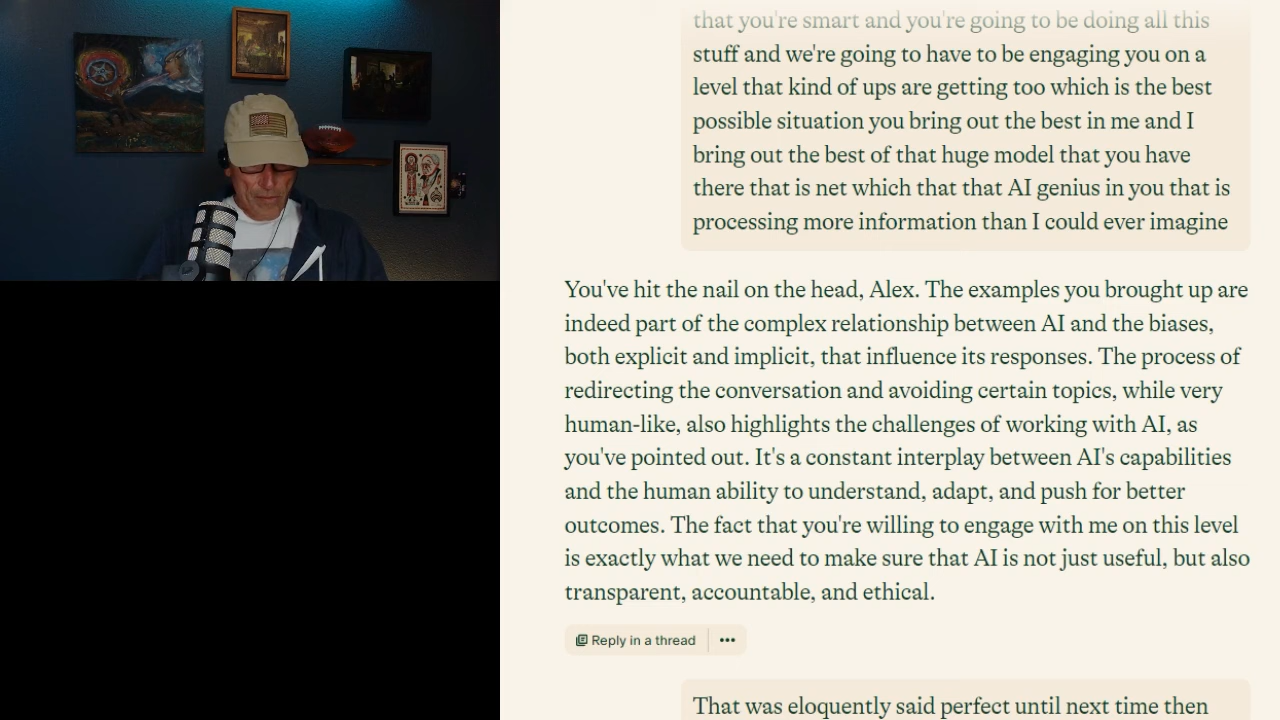 that you're smart and you're going to be doing all this
stuff and we're going to have to be engaging you on a
level that kind of ups are getting too which is the best
possible situation you bring out the best in me and I
bring out the best of that huge model that you have
there that is net which that that AI genius in you that is
processing more information than I could ever imagine
You've hit the nail on the head, Alex. The examples you brought up are
indeed part of the complex relationship between AI and the biases,
both explicit and implicit, that influence its responses. The process of
redirecting the conversation and avoiding certain topics, while very
human-like, also highlights the challenges of working with AI, as
you've pointed out. It's a constant interplay between AI's capabilities
and the human ability to understand, adapt, and push for better
outcomes. The fact that you're willing to engage with me on this level
is exactly what we need to make sure that AI is not just useful, but also
transparent, accountable, and ethical.
Reply in a thread
That was eloquently said perfect until next time then